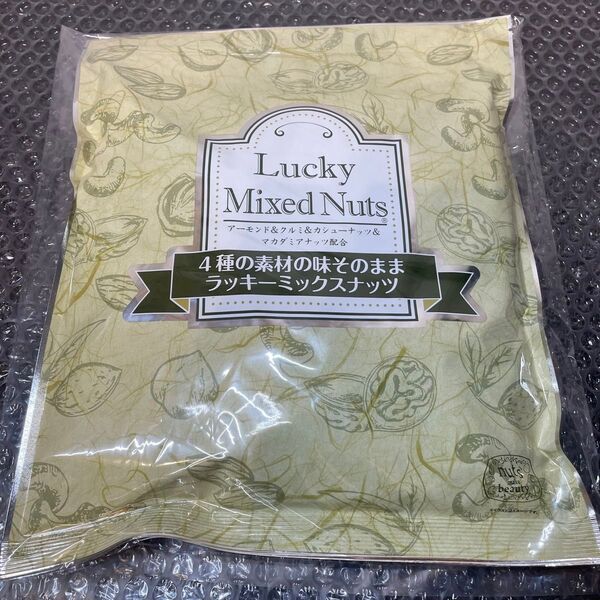 Lucky
Mixed Nuts®
アーモンド&クルミ&カシューナッツ&
マカダミアナッツ配合
4種の素材の味そのまま
ラッキーミックスナッツ
nuts
beauty